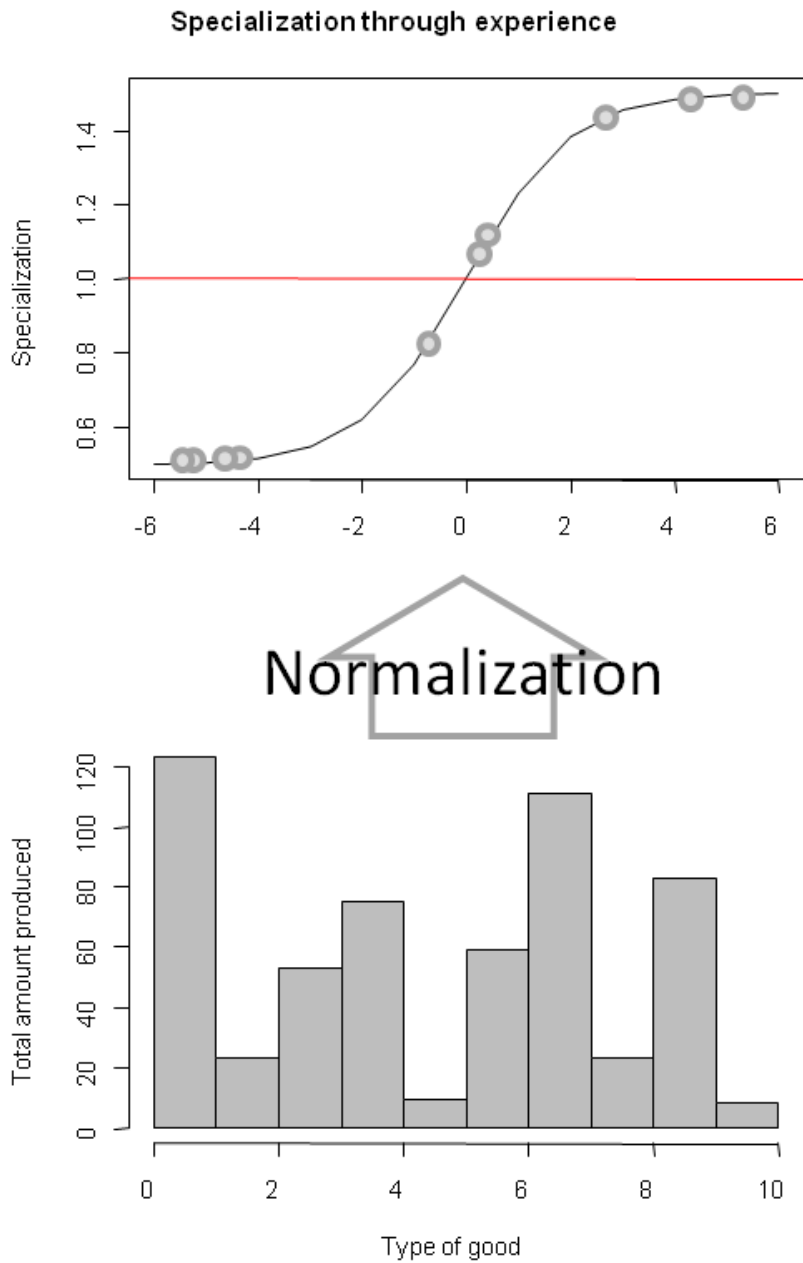 Specialization through experience
Specialization
1.4
1.2
1.0
0.8
0.6
-6 -4 -2 0 2 4 6
Normalization
Total amount produced
120
100
80
60
40
20
0
0 2 4 6 8 10
Type of good